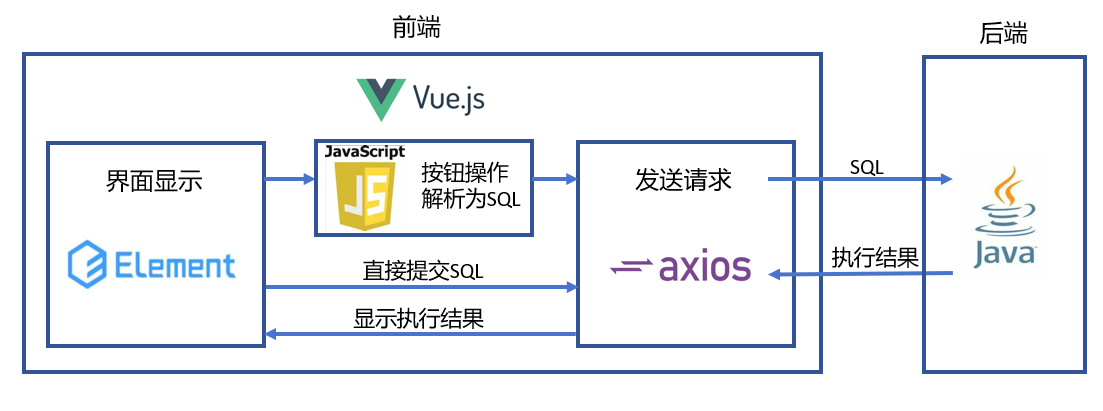 前端
后端
Vue.js
JavaScript
JS
界面显示
按钮操作
解析为SQL
发送请求
SQL
Element
直接提交SQL
axios
执行结果
Java
显示执行结果